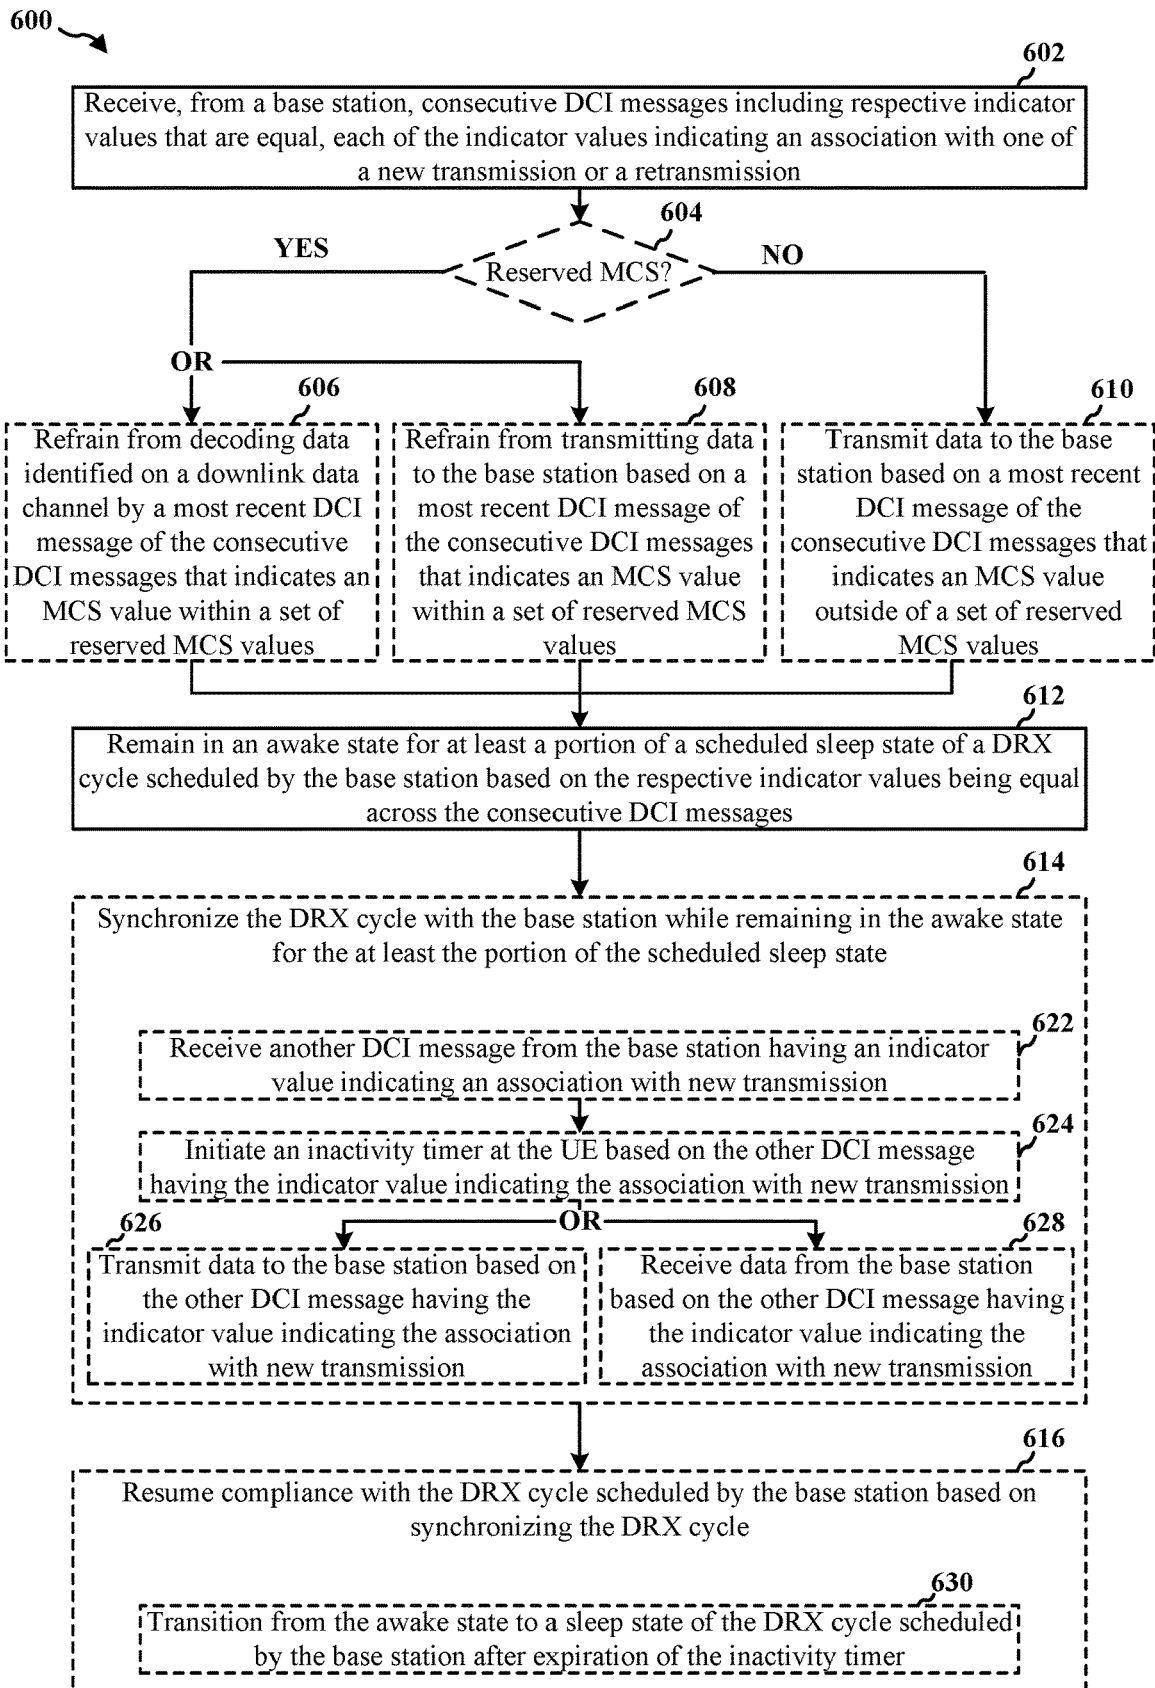 600
602
Receive, from a base station, consecutive DCI messages including respective indicator
values that are equal, each of the indicator values indicating an association with one of
a new transmission or a retransmission
604
YES
Reserved MCS?
NO
OR
606
Refrain from decoding data
identified on a downlink data
channel by a most recent DCI
message of the consecutive
DCI messages that indicates an
MCS value within a set of
reserved MCS values
608
Refrain from transmitting data
to the base station based on a
most recent DCI message of
the consecutive DCI messages
that indicates an MCS value
within a set of reserved MCS
values
610
Transmit data to the base
station based on a most recent
DCI message of the
consecutive DCI messages that
indicates an MCS value
outside of a set of reserved
MCS values
612
Remain in an awake state for at least a portion of a scheduled sleep state of a DRX
cycle scheduled by the base station based on the respective indicator values being equal
across the consecutive DCI messages
614
Synchronize the DRX cycle with the base station while remaining in the awake state
for the at least the portion of the scheduled sleep state
622
Receive another DCI message from the base station having an indicator
value indicating an association with new transmission
624
Initiate an inactivity timer at the UE based on the other DCI message
having the indicator value indicating the association with new transmission
OR
626
Transmit data to the base station based on
the other DCI message having the
indicator value indicating the association
with new transmission
628
Receive data from the base station
based on the other DCI message having
the indicator value indicating the
association with new transmission
616
Resume compliance with the DRX cycle scheduled by the base station based on
synchronizing the DRX cycle
630
Transition from the awake state to a sleep state of the DRX cycle scheduled
by the base station after expiration of the inactivity timer